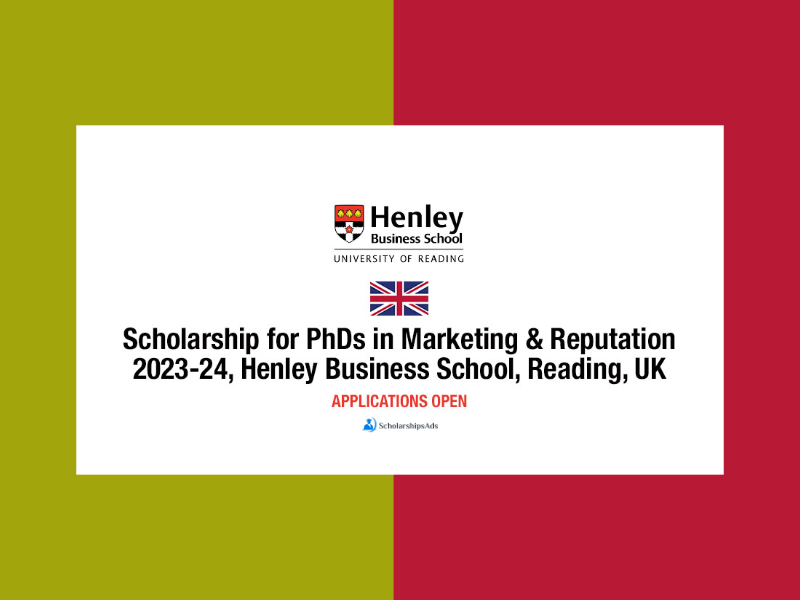 Henley
Business School
UNIVERSITY OF READING
Scholarship for PhDs in Marketing & Reputation
2023-24, Henley Business School, Reading, UK
APPLICATIONS OPEN
ScholarshipsAds